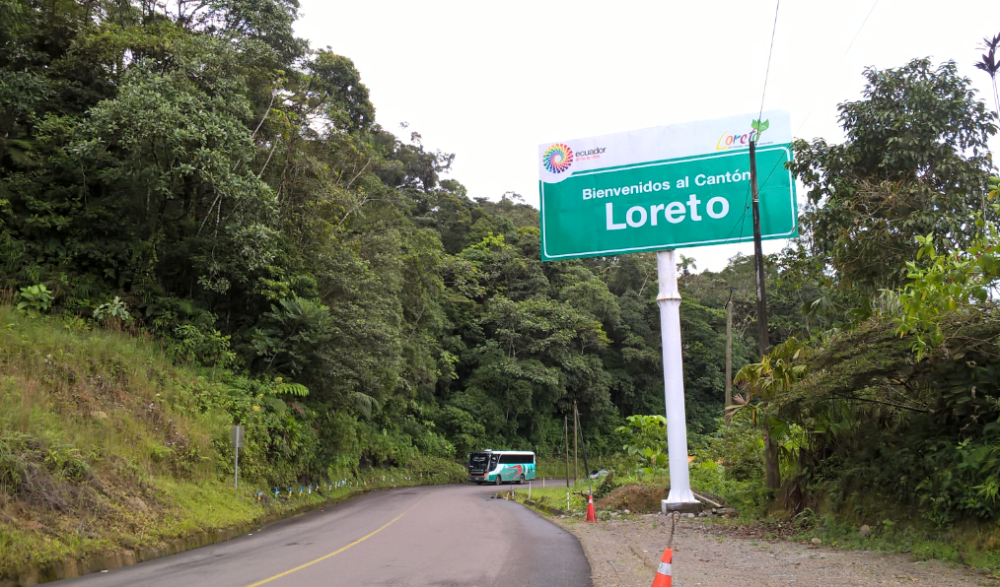 ecuador
Loreto
Bienvenidos al Cantón
Loreto